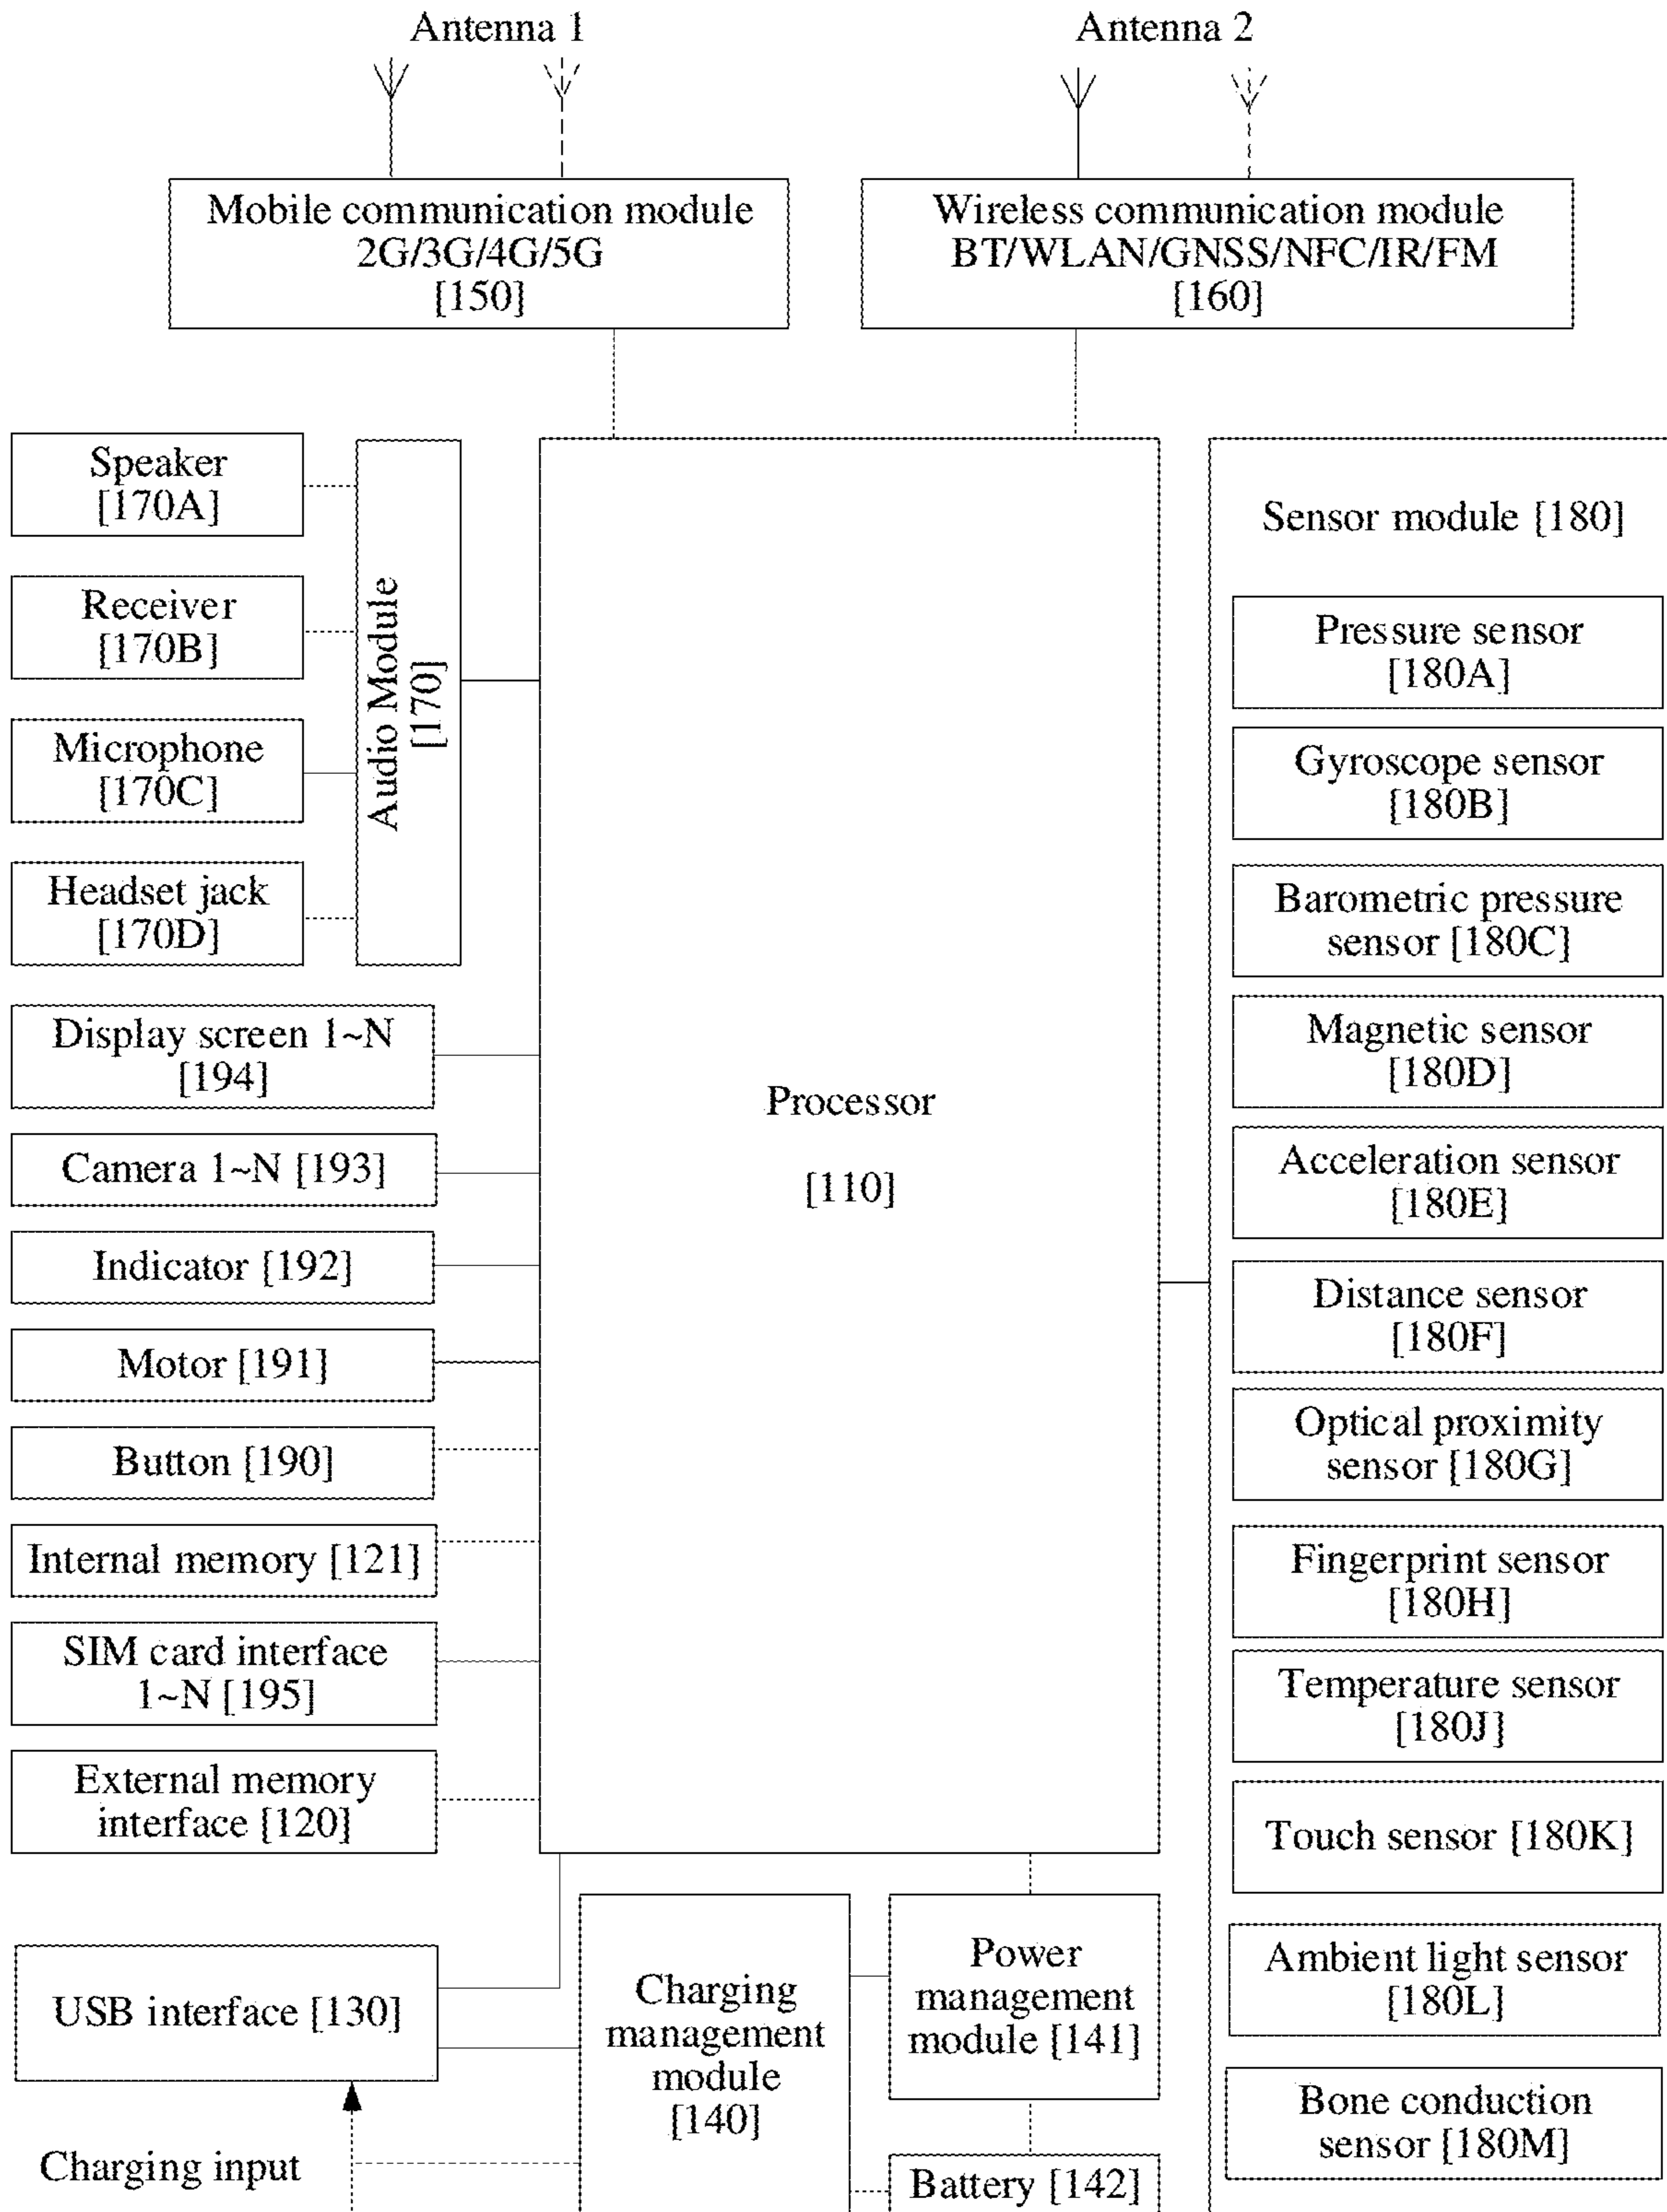 Antenna 1
Antenna 2
Mobile communication module
2G/3G/4G/5G
[150]
Wireless communication module
BT/WLAN/GNSS/NFC/IR/FM
[160]
Speaker
[170A]
Receiver
[170B]
Microphone
[170C]
Headset jack
[170D]
Audio Module
[170]
Display screen 1~N
[194]
Camera 1~N [193]
Indicator [192]
Motor [191]
Button [190]
Internal memory [121]
SIM card interface
1~N [195]
External memory
interface [120]
Processor
[110]
USB interface [130]
Charging input
Charging
management
module
[140]
Power
management
module [141]
Battery [142]
Sensor module [180]
Pressure sensor
[180A]
Gyroscope sensor
[180B]
Barometric pressure
sensor [180C]
Magnetic sensor
[180D]
Acceleration sensor
[180E]
Distance sensor
[180F]
Optical proximity
sensor [180G]
Fingerprint sensor
[180H]
Temperature sensor
[180J]
Touch sensor [180K]
Ambient light sensor
[180L]
Bone conduction
sensor [180M]